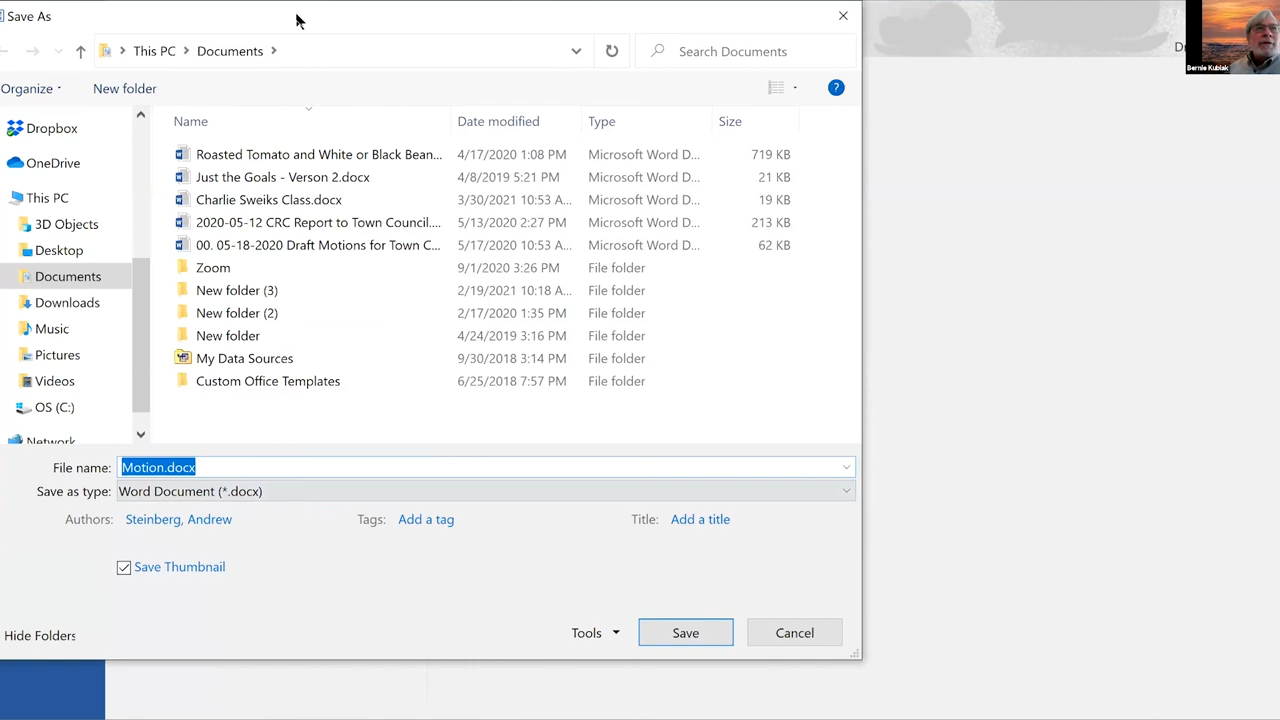 Save As
This PC Documents Search Documents
Organize New folder
Name Date modified Type Size
Dropbox
OneDrive
This PC
3D Objects
Desktop
Documents
Downloads
Music
Pictures
Videos
OS (C:)
Network
Roasted Tomato and White or Black Bean... 4/17/2020 1:08 PM Microsoft Word D... 719 KB
Just the Goals - Verson 2.docx 4/8/2019 5:21 PM Microsoft Word D... 21 KB
Charlie Sweiks Class.docx 3/30/2021 10:53 A... Microsoft Word D... 19 KB
2020-05-12 CRC Report to Town Council.... 5/13/2020 2:27 PM Microsoft Word D... 213 KB
00. 05-18-2020 Draft Motions for Town C... 5/17/2020 10:53 A... Microsoft Word D... 62 KB
Zoom 9/1/2020 3:26 PM File folder
New folder (3) 2/19/2021 10:18 A... File folder
New folder (2) 2/17/2020 1:35 PM File folder
New folder 4/24/2019 3:16 PM File folder
My Data Sources 9/30/2018 3:14 PM File folder
Custom Office Templates 6/25/2018 7:57 PM File folder
File name: Motion.docx
Save as type: Word Document (*.docx)
Authors: Steinberg, Andrew Tags: Add a tag Title: Add a title
Save Thumbnail
Hide Folders Tools Save Cancel
Bernie Kubiak